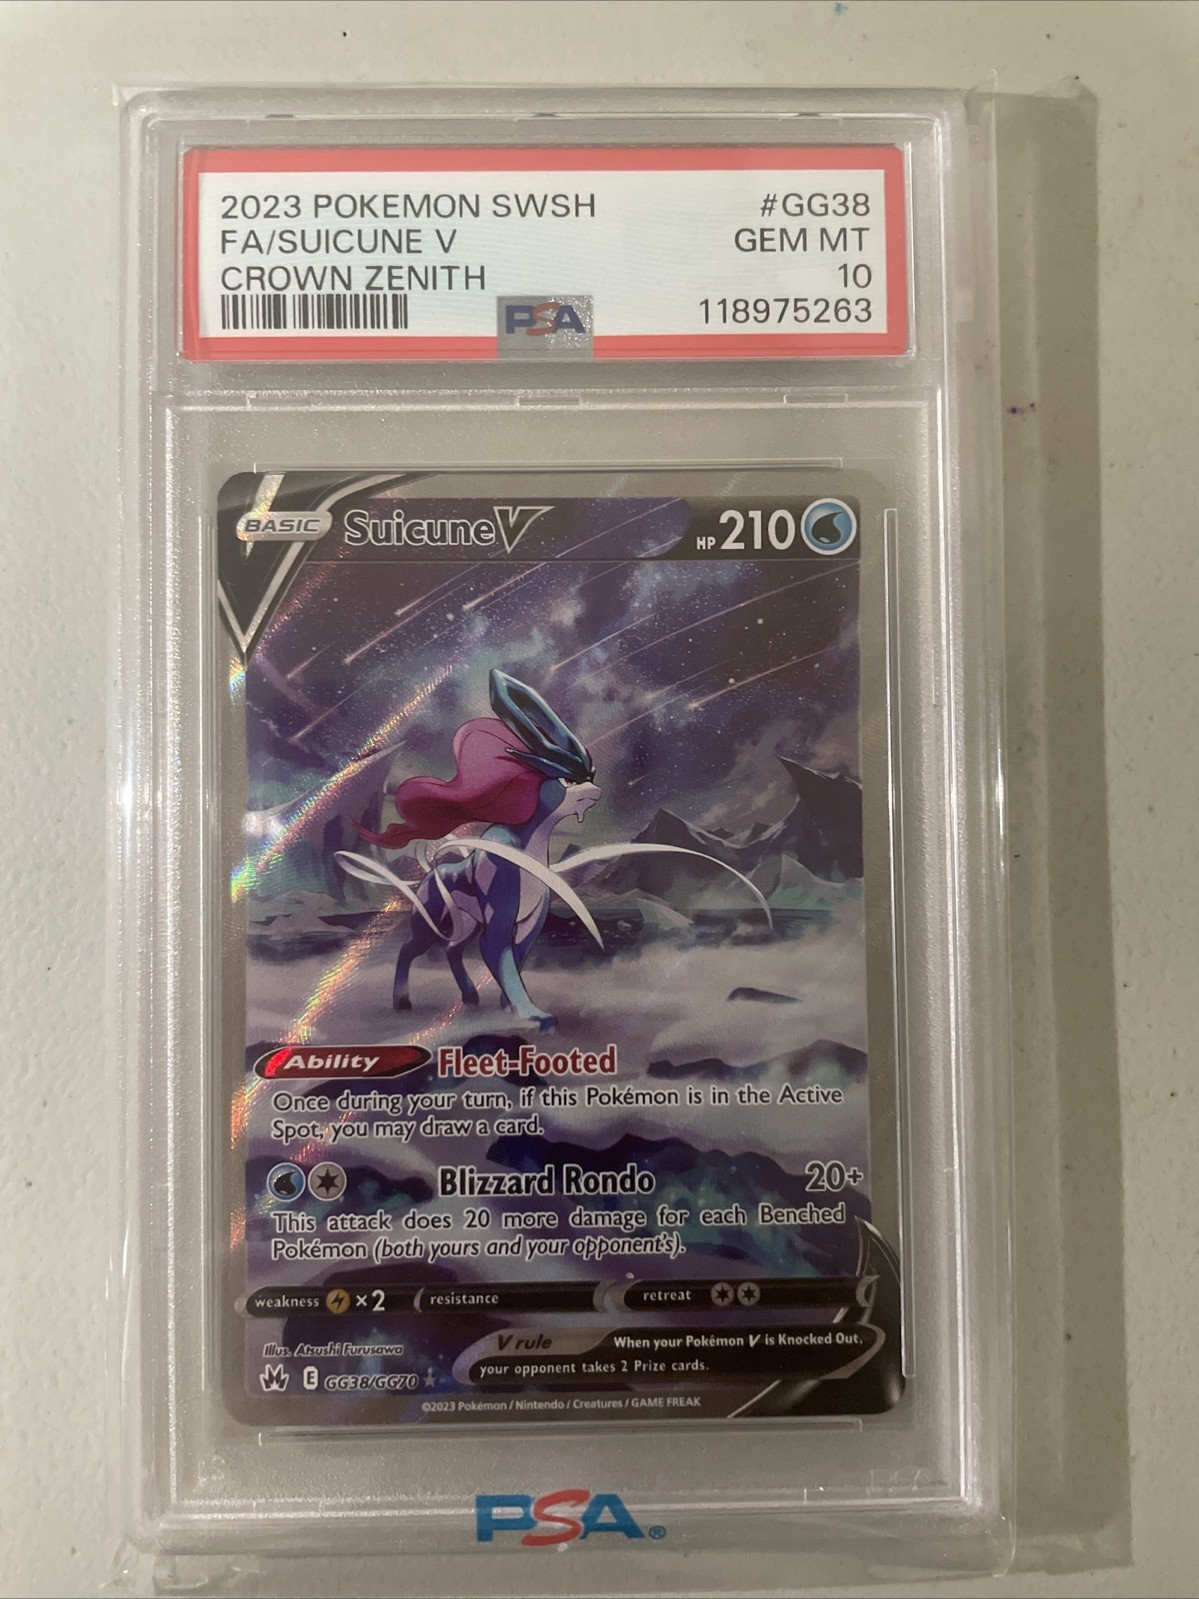 2023 POKEMON SWSH #GG38
FA/SUICUNE V GEM MT
CROWN ZENITH 10
PSA 118975263
BASIC Suicune V HP 210
Ability Fleet-Footed
Once during your turn, if this Pokémon is in the Active
Spot, you may draw a card.
Blizzard Rondo 20+
This attack does 20 more damage for each Benched
Pokémon (both yours and your opponent's).
weakness ×2 resistance retreat
V rule When your Pokémon V is Knocked Out,
your opponent takes 2 Prize cards.
Illus. Atsushi Furusawa
E GG38/GG70
©2023 Pokémon / Nintendo / Creatures / GAME FREAK
PSA®